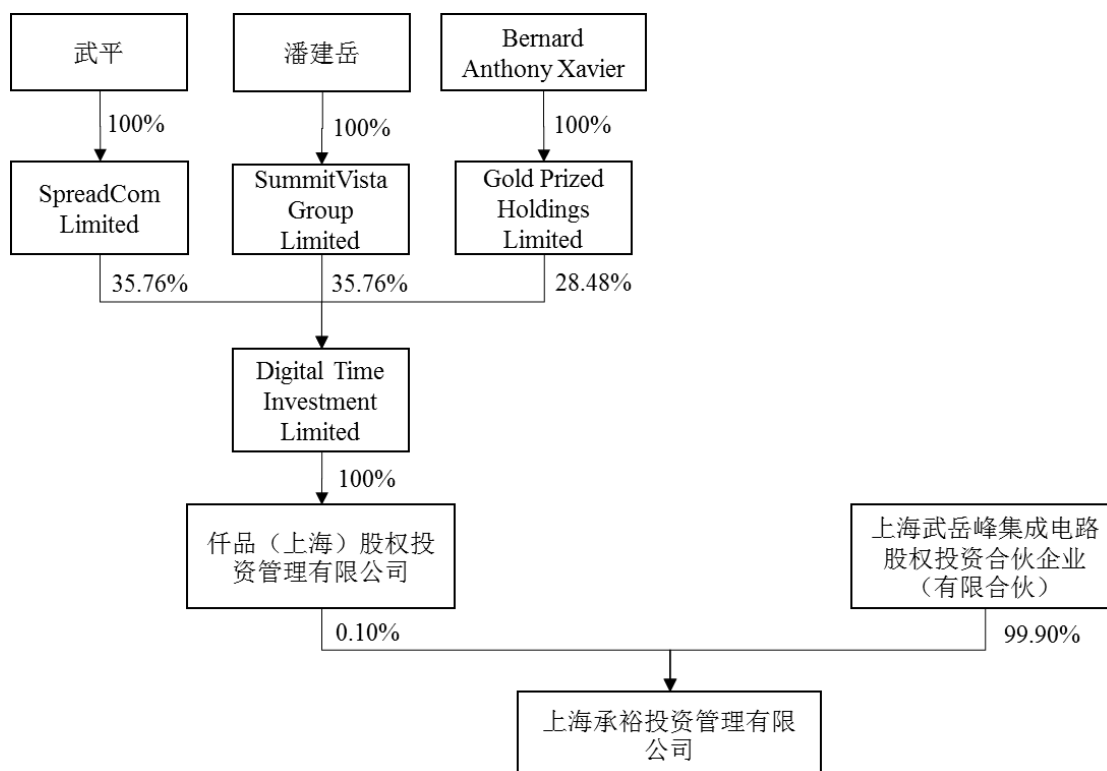 武平
潘建岳
Bernard
Anthony Xavier
100%
100%
100%
SpreadCom
Limited
SummitVista
Group
Limited
Gold Prized
Holdings
Limited
35.76%
35.76%
28.48%
Digital Time
Investment
Limited
100%
仟品（上海）股权投
资管理有限公司
上海武岳峰集成电路
股权投资合伙企业
（有限合伙）
0.10%
99.90%
上海承裕投资管理有限
公司